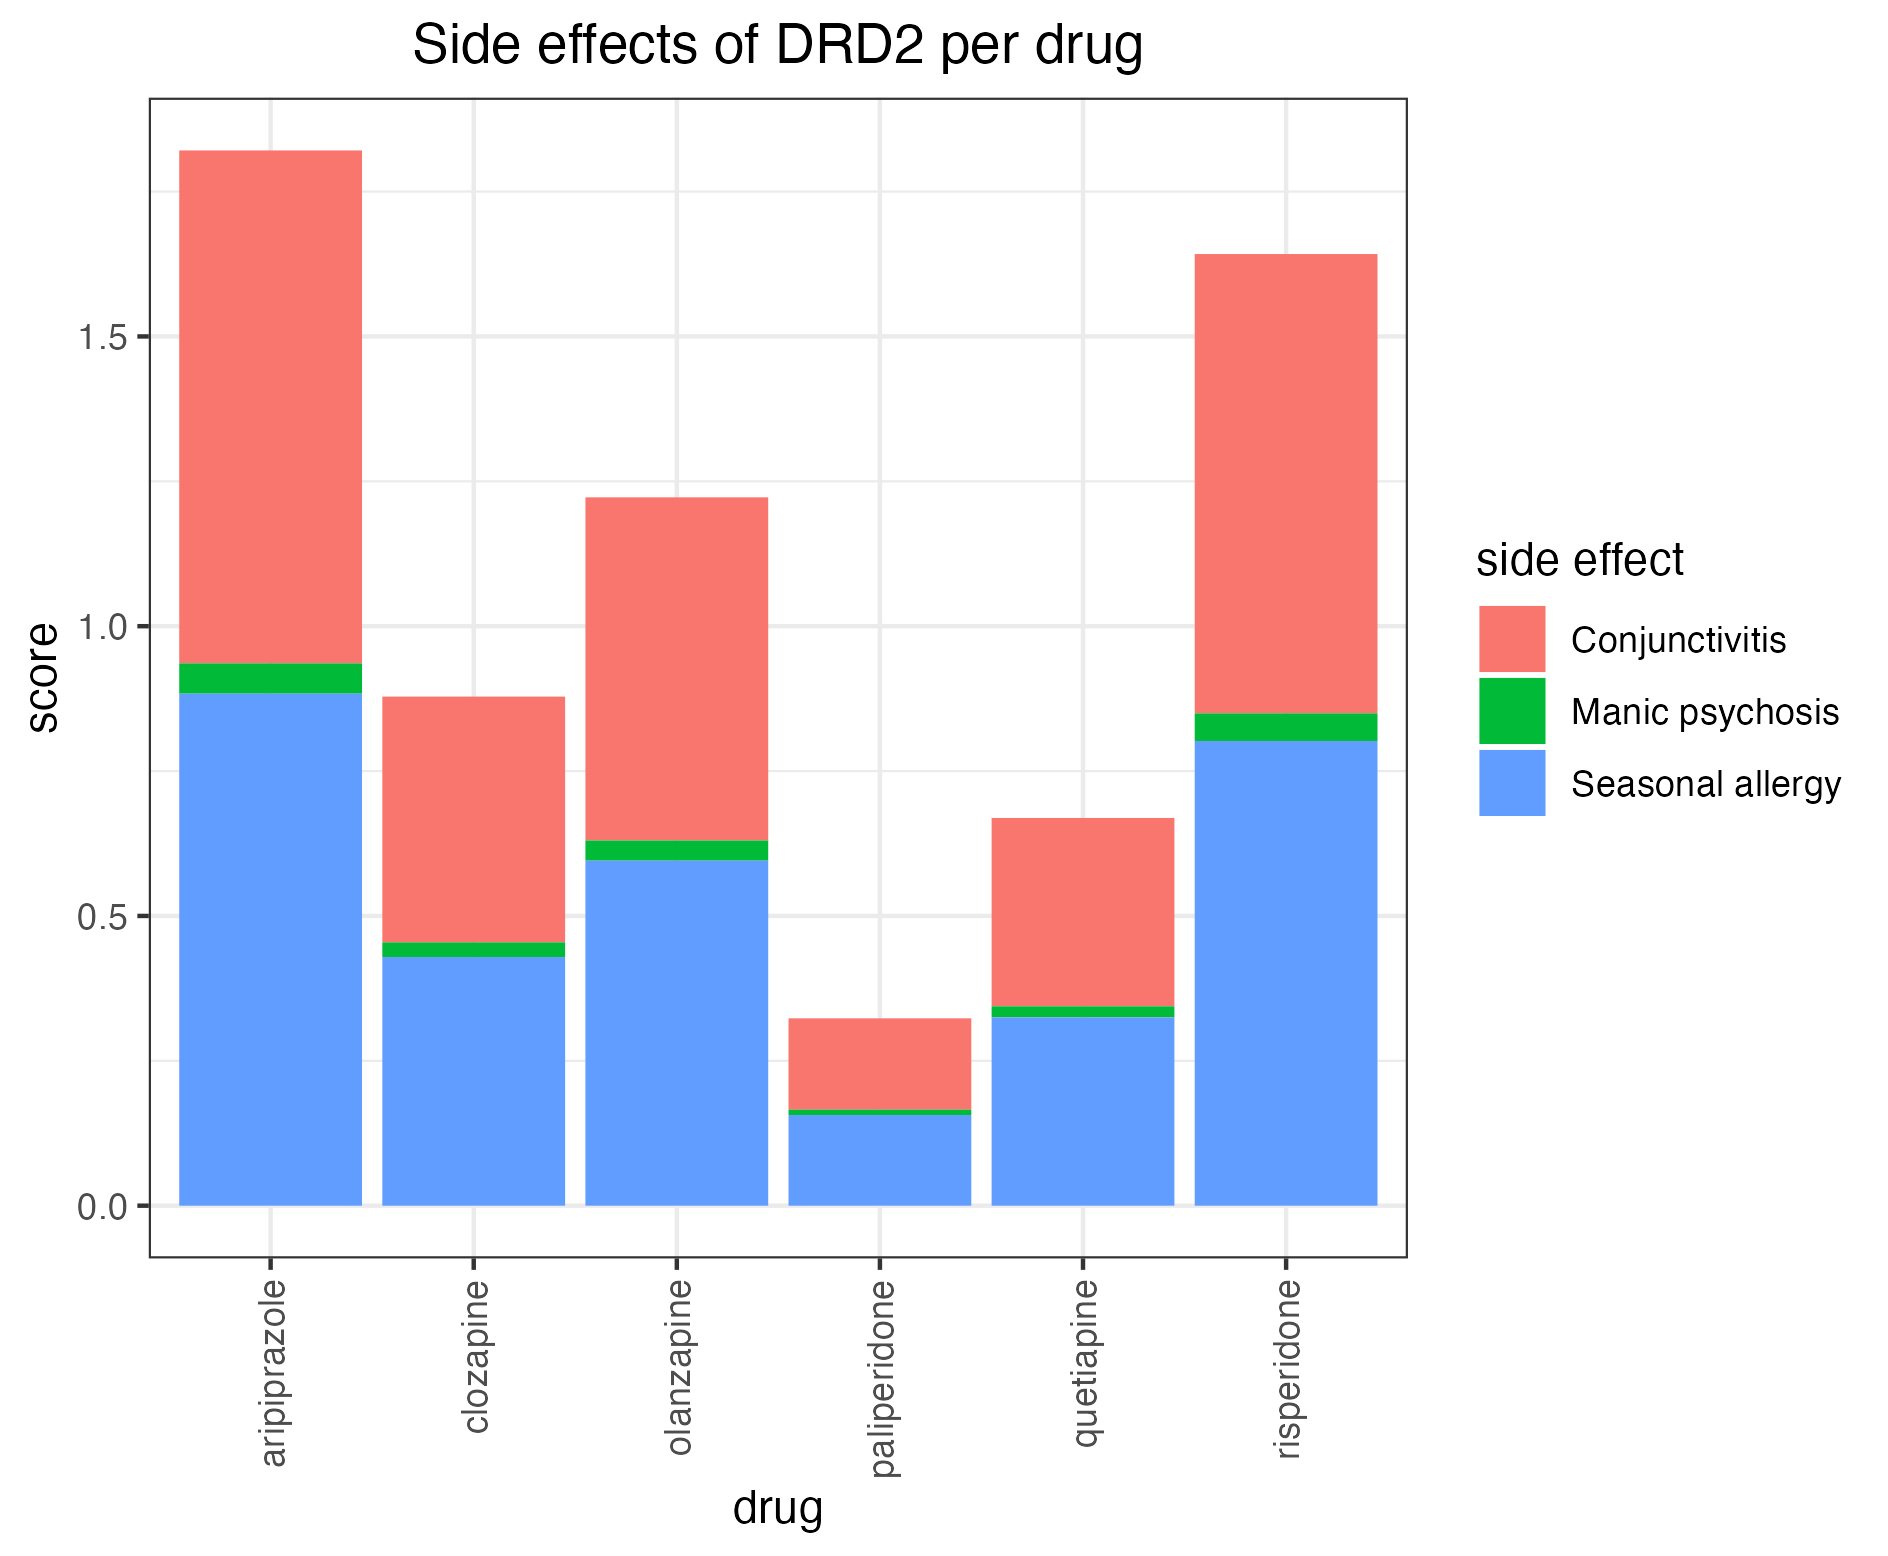 Side effects of DRD2 per drug
score
1.5
1.0
0.5
0.0
aripiprazole
clozapine
olanzapine
paliperidone
quetiapine
risperidone
drug
side effect
Conjunctivitis
Manic psychosis
Seasonal allergy